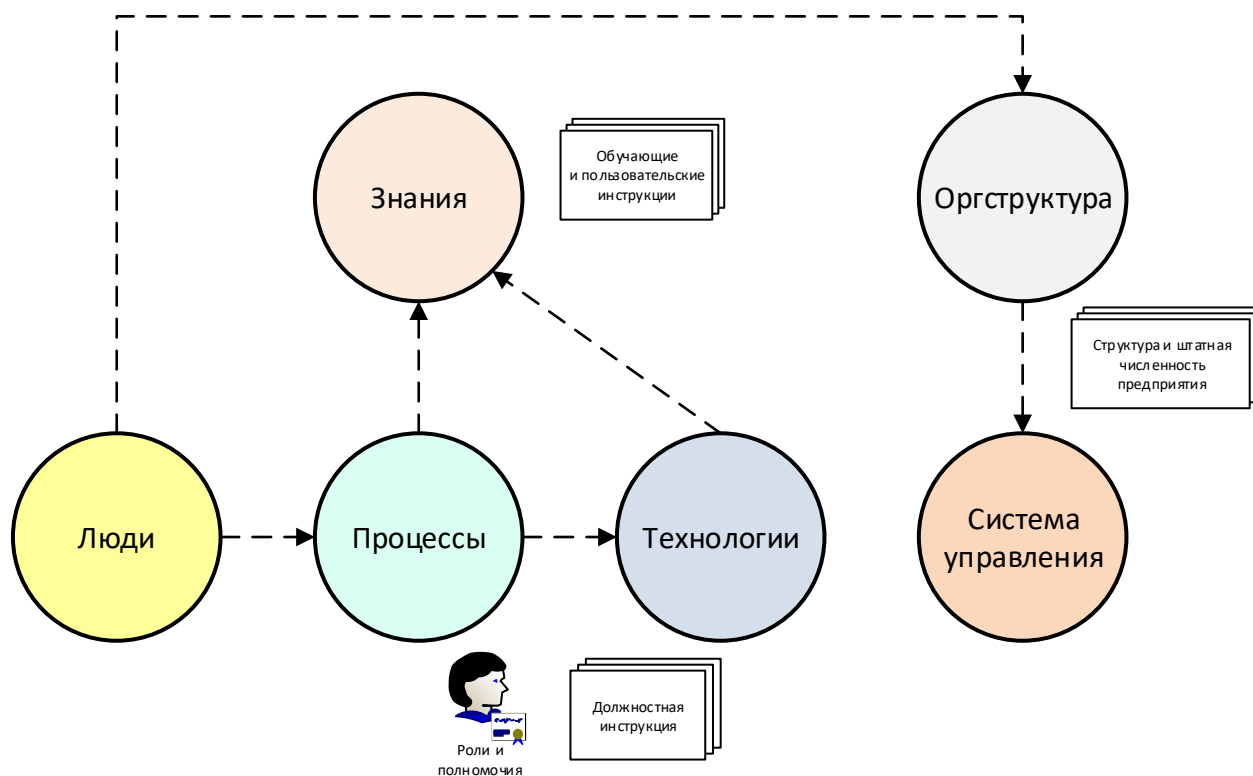 Знания
Обучающие
и пользовательские
инструкции
Оргструктура
Структура и штатная
численность
предприятия
Люди
Процессы
Технологии
Система
управления
Роли и
полномочия
Должностная
инструкция